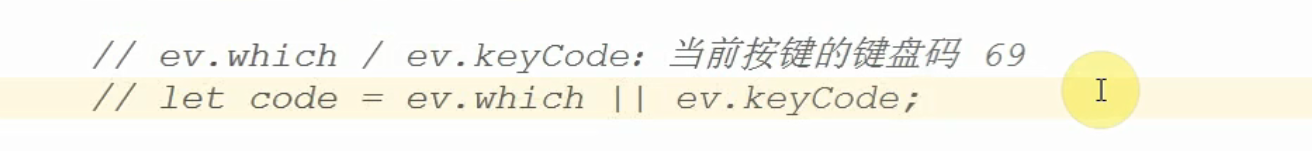 // ev.which / ev.keyCode：当前按键的键盘码 69
// let code = ev.which || ev.keyCode;